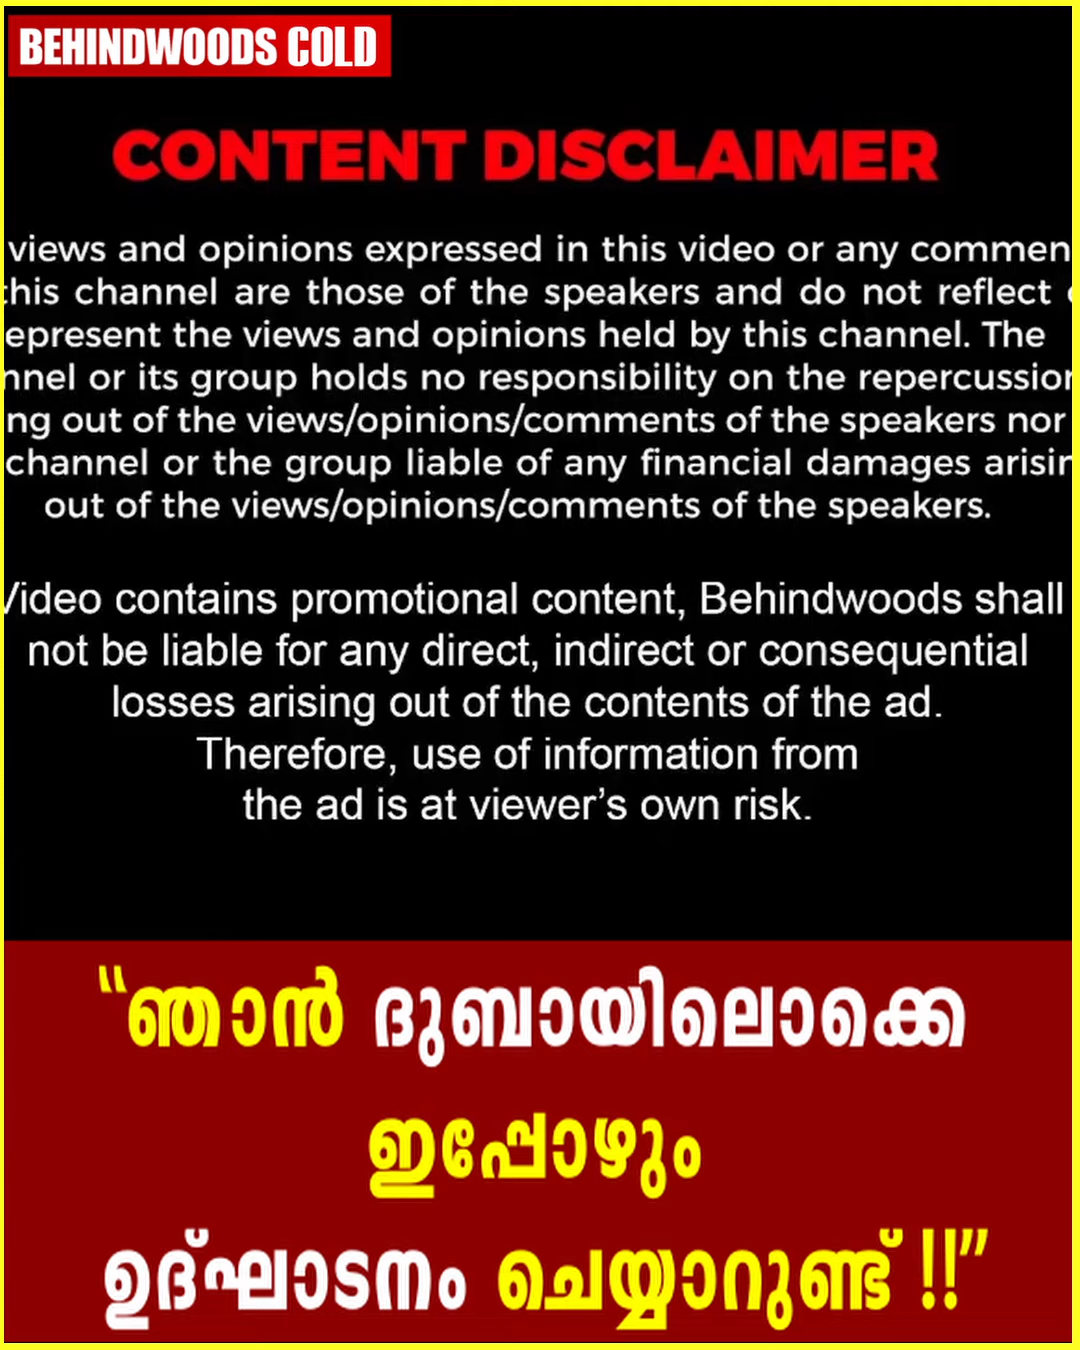 BEHINDWOODS COLD
CONTENT DISCLAIMER
views and opinions expressed in this video or any commen
this channel are those of the speakers and do not reflect
epresent the views and opinions held by this channel. The
nnel or its group holds no responsibility on the repercussion
ng out of the views/opinions/comments of the speakers nor
channel or the group liable of any financial damages arisin
out of the views/opinions/comments of the speakers.
Video contains promotional content, Behindwoods shall
not be liable for any direct, indirect or consequential
losses arising out of the contents of the ad.
Therefore, use of information from
the ad is at viewer's own risk.
"ഞാൻ ദുബായിലൊക്കെ
ഇപ്പോഴും
ഉദ്ഘാടനം ചെയ്യാറുണ്ട് !!"